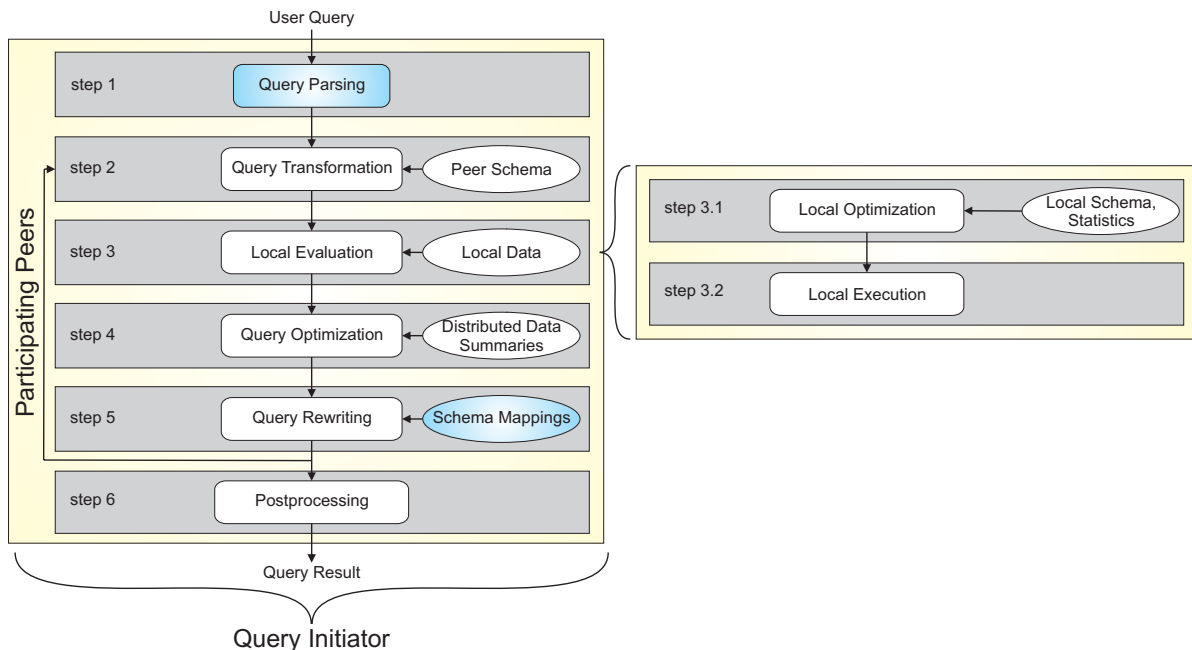 User Query
step 1
Query Parsing
step 2
Query Transformation
Peer Schema
step 3
Local Evaluation
Local Data
step 4
Query Optimization
Distributed Data
Summaries
step 5
Query Rewriting
Schema Mappings
step 6
Postprocessing
Query Result
Query Initiator
Participating Peers
step 3.1
Local Optimization
Local Schema,
Statistics
step 3.2
Local Execution